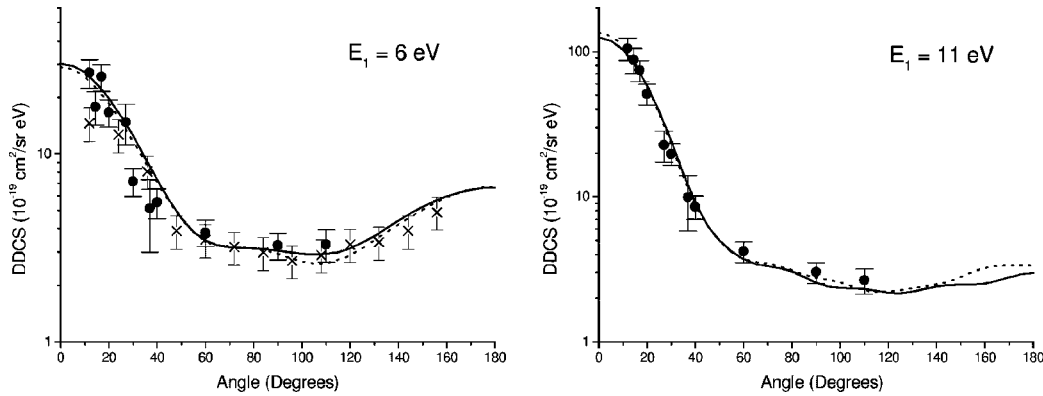 E₁ = 6 eV
DDCS (10⁻¹⁹ cm²/sr eV)
10
1
0 20 40 60 80 100 120 140 160 180
Angle (Degrees)
E₁ = 11 eV
DDCS (10⁻¹⁹ cm²/sr eV)
100
10
1
0 20 40 60 80 100 120 140 160 180
Angle (Degrees)